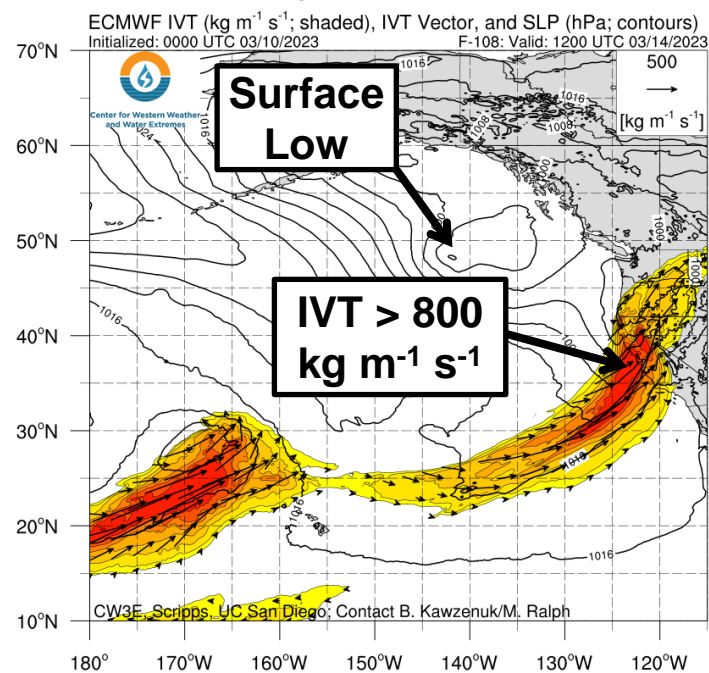 ECMWF IVT (kg m⁻¹ s⁻¹; shaded), IVT Vector, and SLP (hPa; contours)
Initialized: 0000 UTC 03/10/2023 F-108: Valid: 1200 UTC 03/14/2023
500
[kg m⁻¹ s⁻¹]
Center for Western Weather
and Water Extremes
Surface
Low
IVT > 800
kg m⁻¹ s⁻¹
70°N
60°N
50°N
40°N
30°N
20°N
10°N
1016
1016
1016
1008
1008
1000
1000
1016
1016
1016
CW3E, Scripps, UC San Diego; Contact B. Kawzenuk/M. Ralph
180° 170°W 160°W 150°W 140°W 130°W 120°W